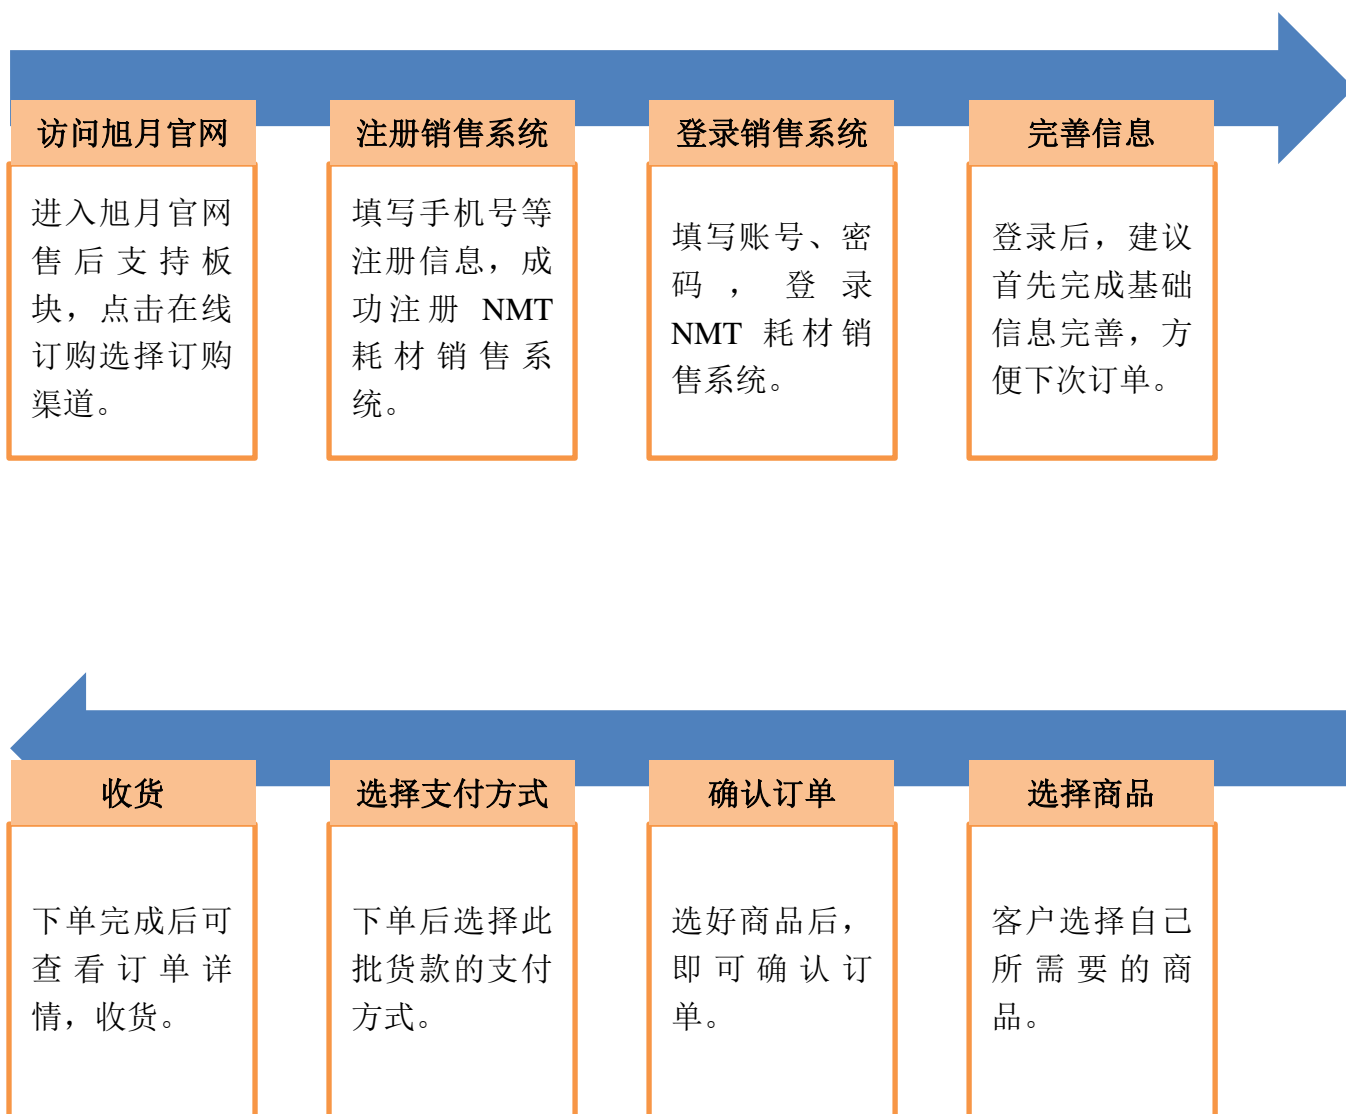 访问旭月官网
进入旭月官网
售后支持板
块，点击在线
订购选择订购
渠道。
注册销售系统
填写手机号等
注册信息，成
功注册 NMT
耗材销售系
统。
登录销售系统
填写账号、密
码，登录
NMT 耗材销
售系统。
完善信息
登录后，建议
首先完成基础
信息完善，方
便下次订单。
选择商品
客户选择自己
所需要的商
品。
确认订单
选好商品后，
即可确认订
单。
选择支付方式
下单后选择此
批货款的支付
方式。
收货
下单完成后可
查看订单详
情，收货。